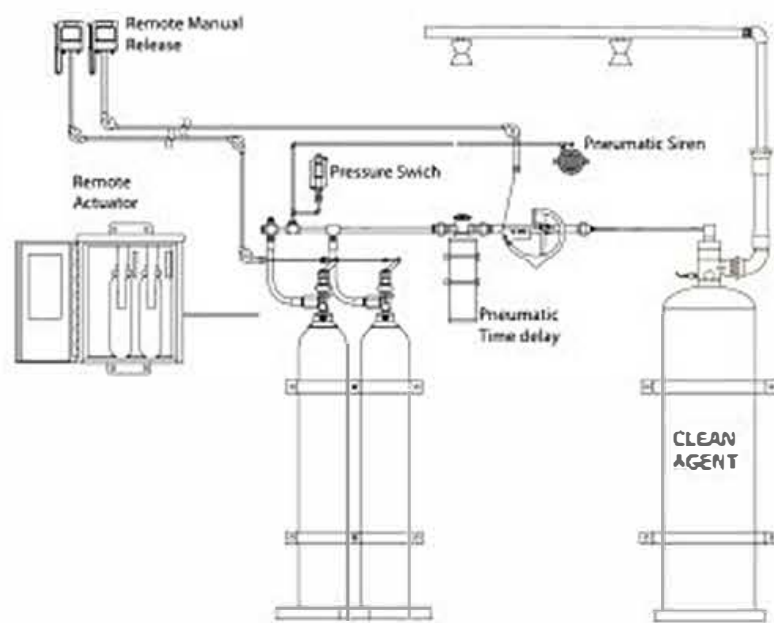 Remote Manual
Release
Pneumatic Siren
Pressure Swich
Remote
Actuator
Pneumatic
Time delay
CLEAN
AGENT